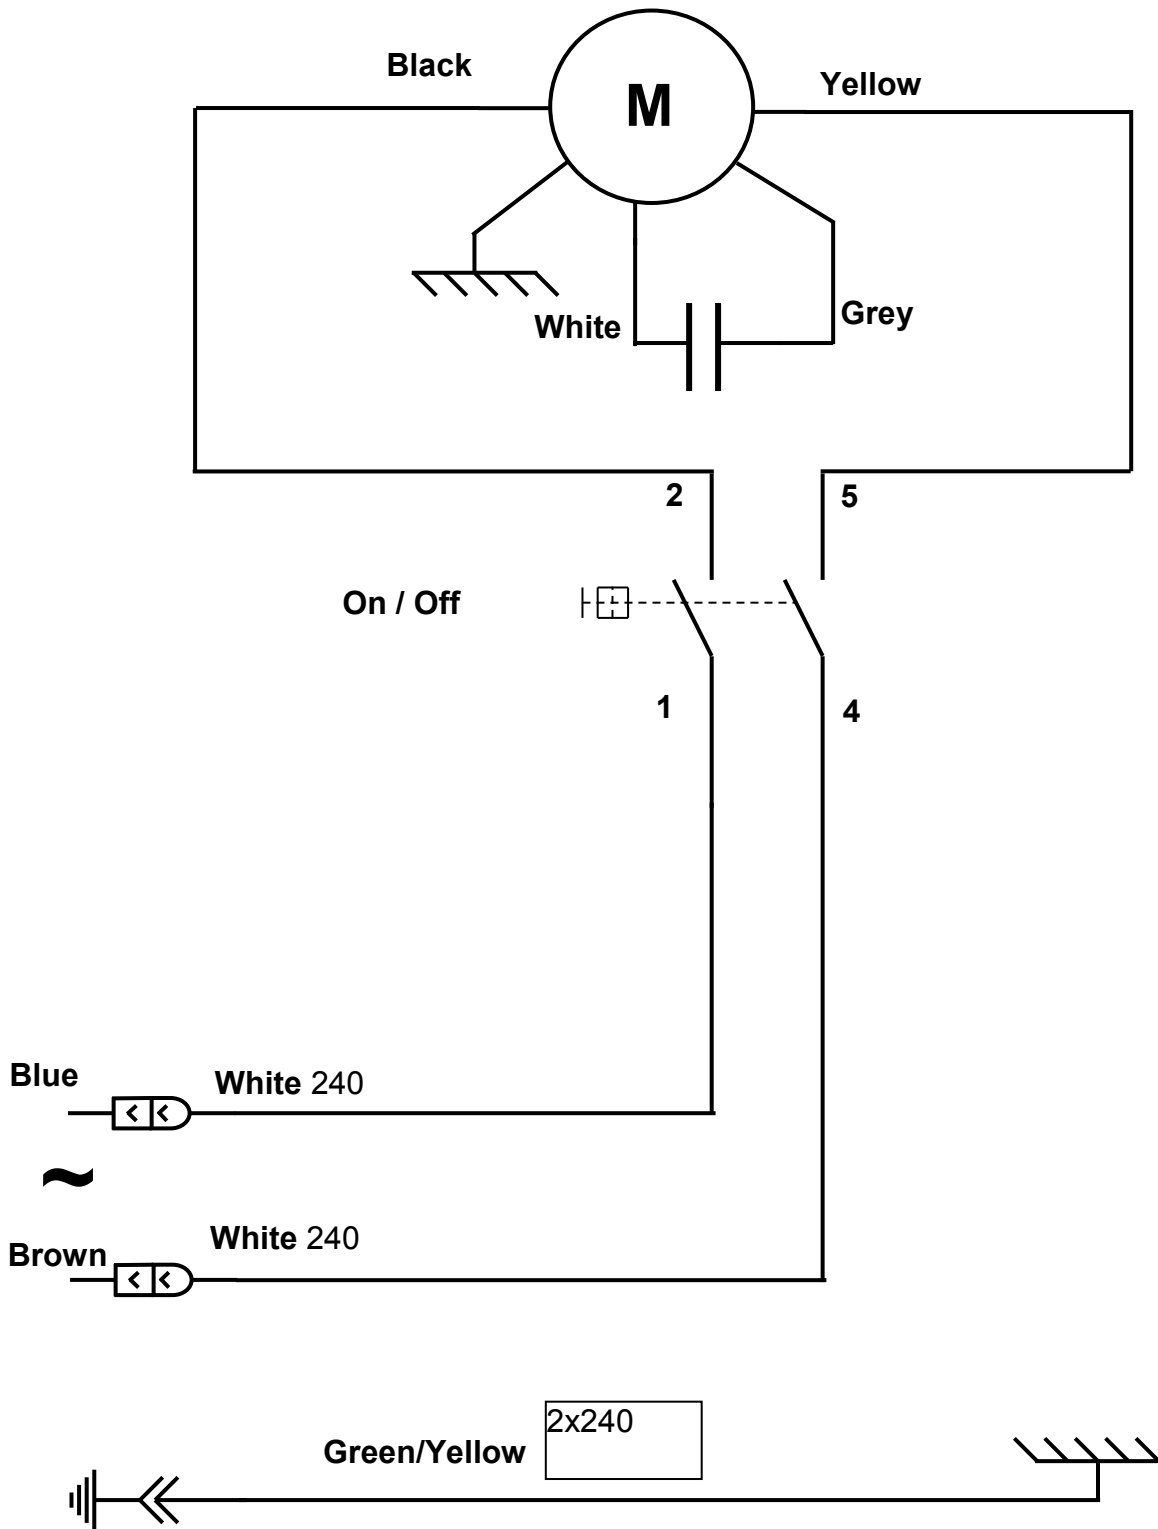 Black
M
Yellow
White
Grey
2
5
On / Off
1
4
Blue
White 240
~
Brown
White 240
2x240
Green/Yellow